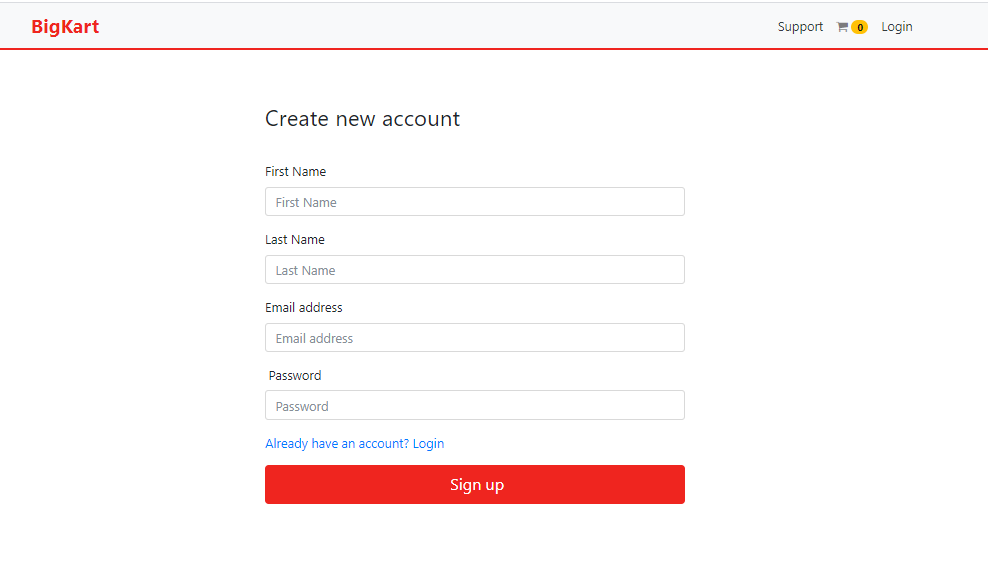 BigKart
Support 0 Login
Create new account
First Name
First Name
Last Name
Last Name
Email address
Email address
Password
Password
Already have an account? Login
Sign up